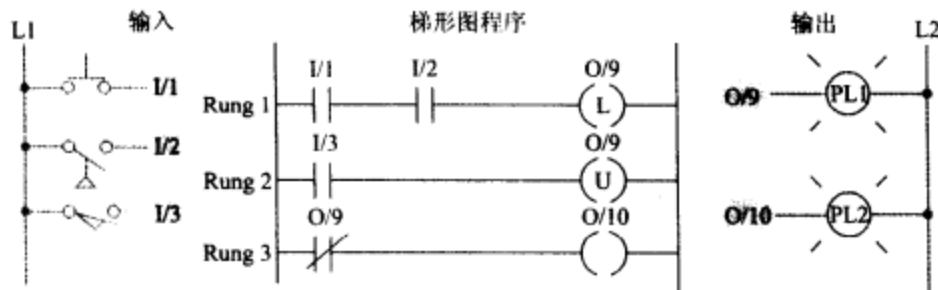 输入 梯形图程序 输出
L1 L2
I/1 I/2 O/9
I/1 Rung 1 L O/9 PL1
I/2 I/3 O/9
Rung 2 U
I/3 O/9 O/10 O/10 PL2
Rung 3